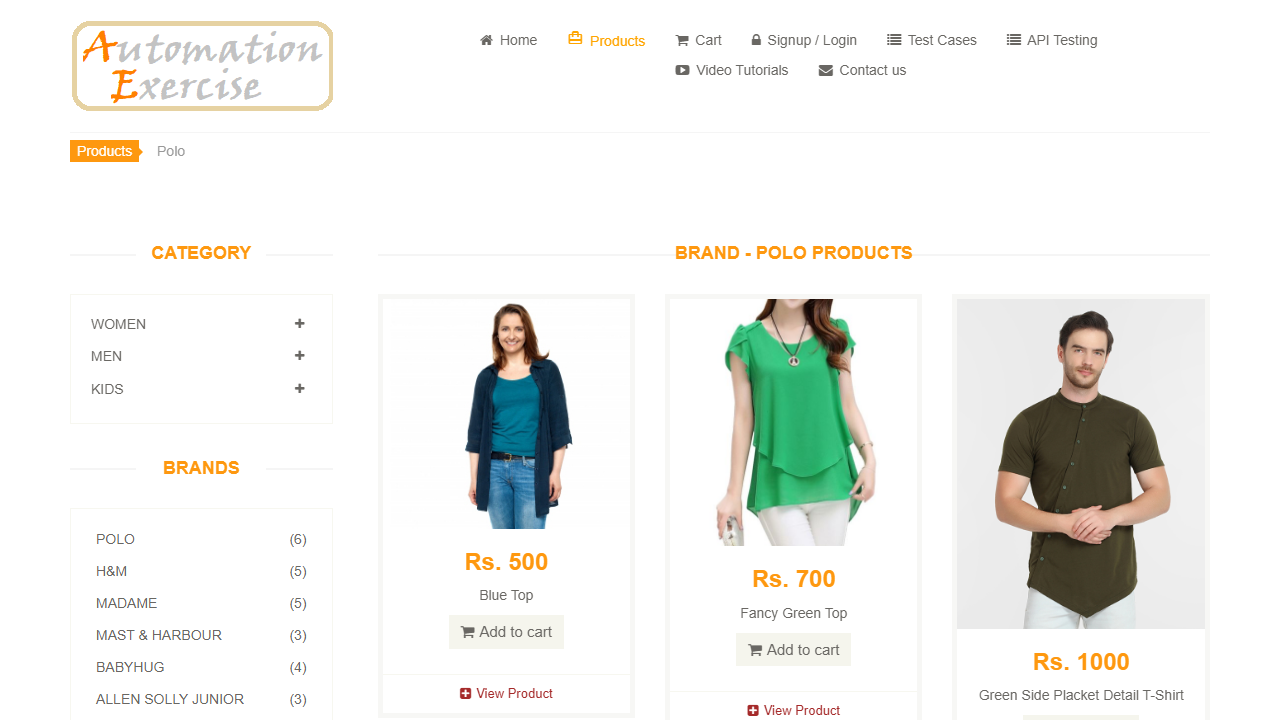 Automation
Exercise
Home
Products
Cart
Signup / Login
Test Cases
API Testing
Video Tutorials
Contact us
Products
Polo
CATEGORY
WOMEN
MEN
KIDS
BRANDS
POLO (6)
H&M (5)
MADAME (5)
MAST & HARBOUR (3)
BABYHUG (4)
ALLEN SOLLY JUNIOR (3)
BRAND - POLO PRODUCTS
Rs. 500
Blue Top
Add to cart
View Product
Rs. 700
Fancy Green Top
Add to cart
View Product
Rs. 1000
Green Side Placket Detail T-Shirt